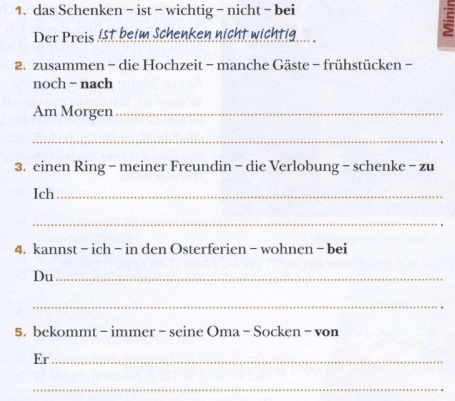 1. das Schenken – ist – wichtig – nicht – bei
Der Preis ist beim Schenken nicht wichtig .
2. zusammen – die Hochzeit – manche Gäste – frühstücken –
noch – nach
Am Morgen
.
3. einen Ring – meiner Freundin – die Verlobung – schenke – zu
Ich
.
4. kannst – ich – in den Osterferien – wohnen – bei
Du
.
5. bekommt – immer – seine Oma – Socken – von
Er
.